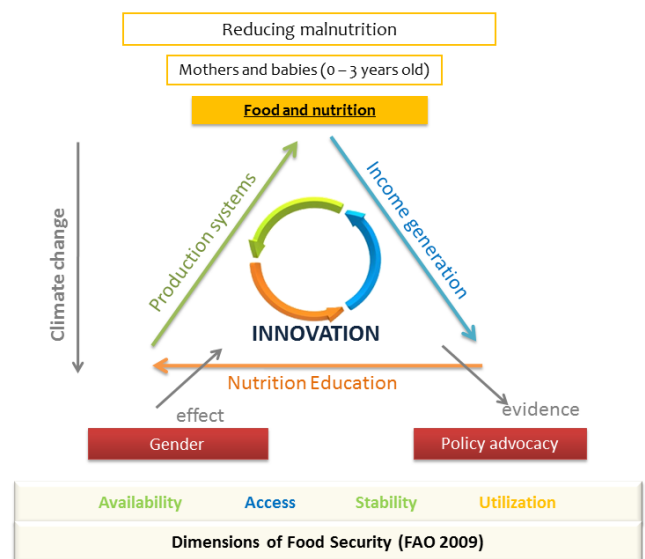 Reducing malnutrition
Mothers and babies (0 – 3 years old)
Food and nutrition
Climate change
Production systems
Income generation
INNOVATION
Nutrition Education
effect
evidence
Gender
Policy advocacy
Availability Access Stability Utilization
Dimensions of Food Security (FAO 2009)